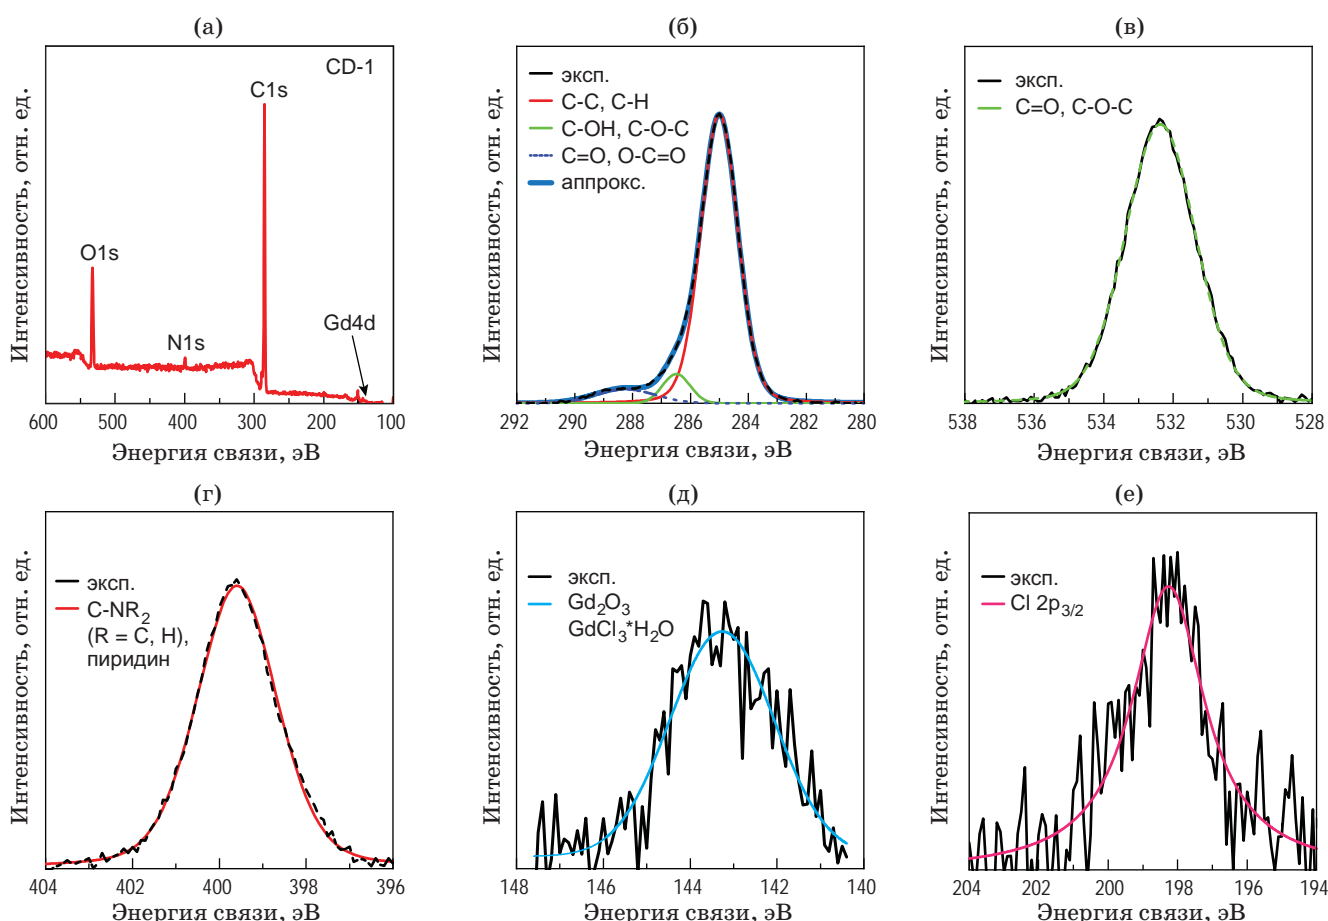 (а)
CD-1
C1s
O1s
N1s
Gd4d
600 500 400 300 200 100
Энергия связи, эВ
Интенсивность, отн. ед.
(б)
эксп.
C-C, C-H
C-OH, C-O-C
C=O, O-C=O
аппрокс.
292 290 288 286 284 282 280
Энергия связи, эВ
Интенсивность, отн. ед.
(в)
эксп.
C=O, C-O-C
538 536 534 532 530 528
Энергия связи, эВ
Интенсивность, отн. ед.
(г)
эксп.
C-NR2
(R = C, H),
пиридин
404 402 400 398 396
Энергия связи, эВ
Интенсивность, отн. ед.
(д)
эксп.
Gd2O3
GdCl3*H2O
148 146 144 142 140
Энергия связи, эВ
Интенсивность, отн. ед.
(е)
эксп.
Cl 2p3/2
204 202 200 198 196 194
Энергия связи, эВ
Интенсивность, отн. ед.